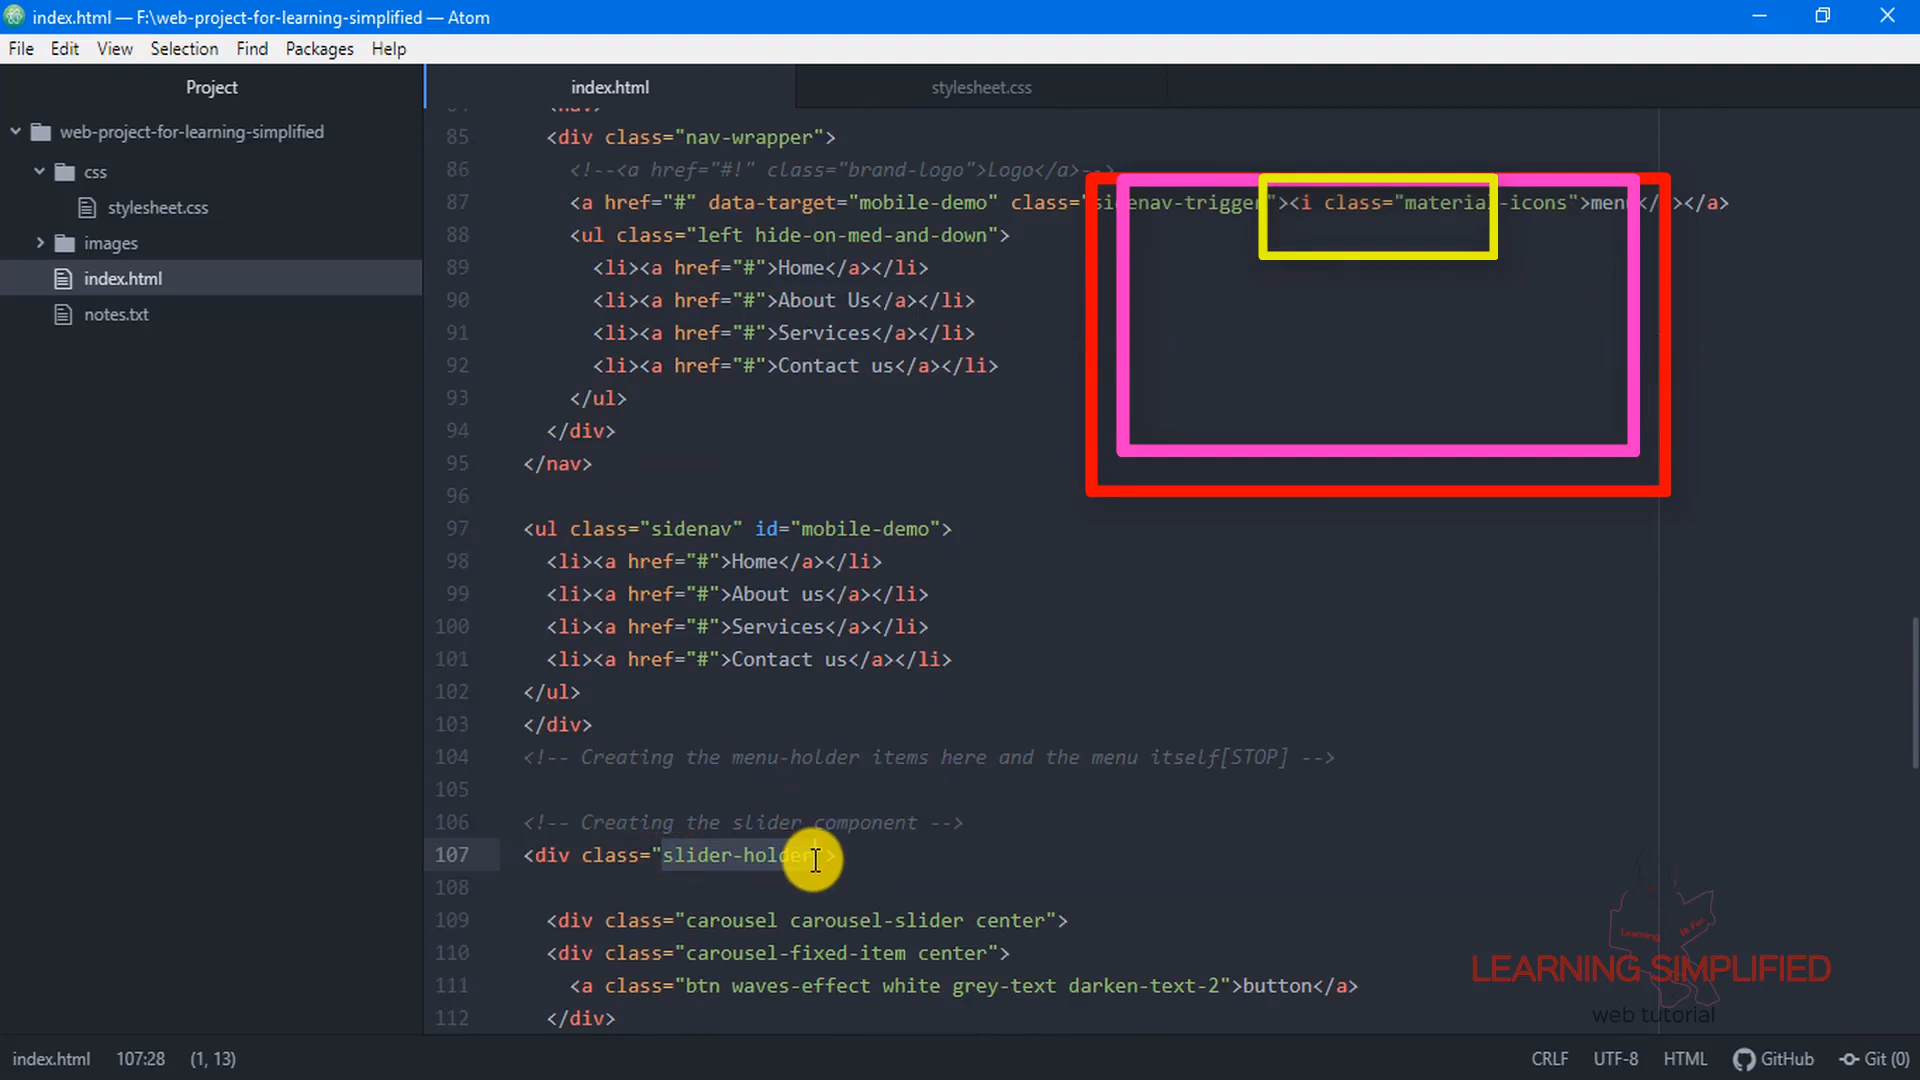 index.html — F:\web-project-for-learning-simplified — Atom
File Edit View Selection Find Packages Help
Project
web-project-for-learning-simplified
css
stylesheet.css
images
index.html
notes.txt
index.html stylesheet.css
84 <nav>
85 <div class="nav-wrapper">
86 <!--<a href="#!" class="brand-logo">Logo</a>-->
87 <a href="#" data-target="mobile-demo" class="sidenav-trigger"><i class="material-icons">menu</i></a>
88 <ul class="left hide-on-med-and-down">
89 <li><a href="#">Home</a></li>
90 <li><a href="#">About Us</a></li>
91 <li><a href="#">Services</a></li>
92 <li><a href="#">Contact us</a></li>
93 </ul>
94 </div>
95 </nav>
96
97 <ul class="sidenav" id="mobile-demo">
98 <li><a href="#">Home</a></li>
99 <li><a href="#">About us</a></li>
100 <li><a href="#">Services</a></li>
101 <li><a href="#">Contact us</a></li>
102 </ul>
103 </div>
104 <!-- Creating the menu-holder items here and the menu itself[STOP] -->
105
106 <!-- Creating the slider component -->
107 <div class="slider-holder">
108
109 <div class="carousel carousel-slider center">
110 <div class="carousel-fixed-item center">
111 <a class="btn waves-effect white grey-text darken-text-2">button</a>
112 </div>
Learning Is Fun
LEARNING SIMPLIFIED
web tutorial
index.html 107:28 (1, 13) CRLF UTF-8 HTML GitHub Git (0)